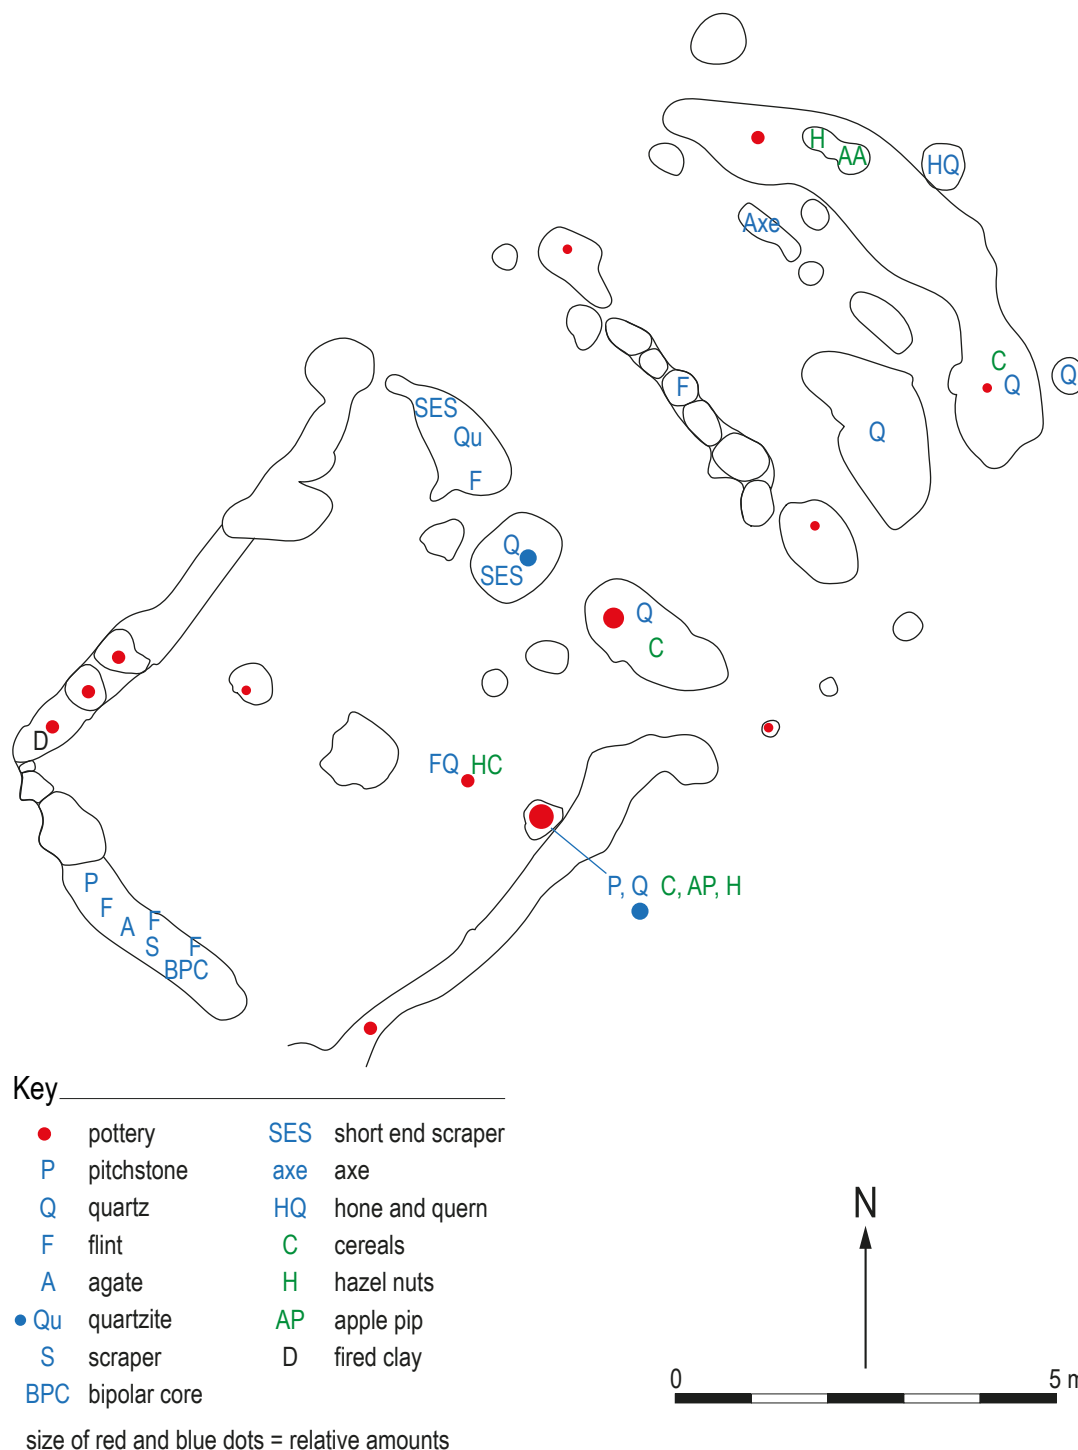 H
AA
HQ
Axe
C
Q
Q
F
SES
Qu
F
Q
Q
SES
Q
C
D
FQ HC
P, Q C, AP, H
P
F
A
F
S
F
BPC
Key
pottery
P pitchstone
Q quartz
F flint
A agate
Qu quartzite
S scraper
BPC bipolar core
SES short end scraper
axe axe
HQ hone and quern
C cereals
H hazel nuts
AP apple pip
D fired clay
size of red and blue dots = relative amounts
N
0 5 m